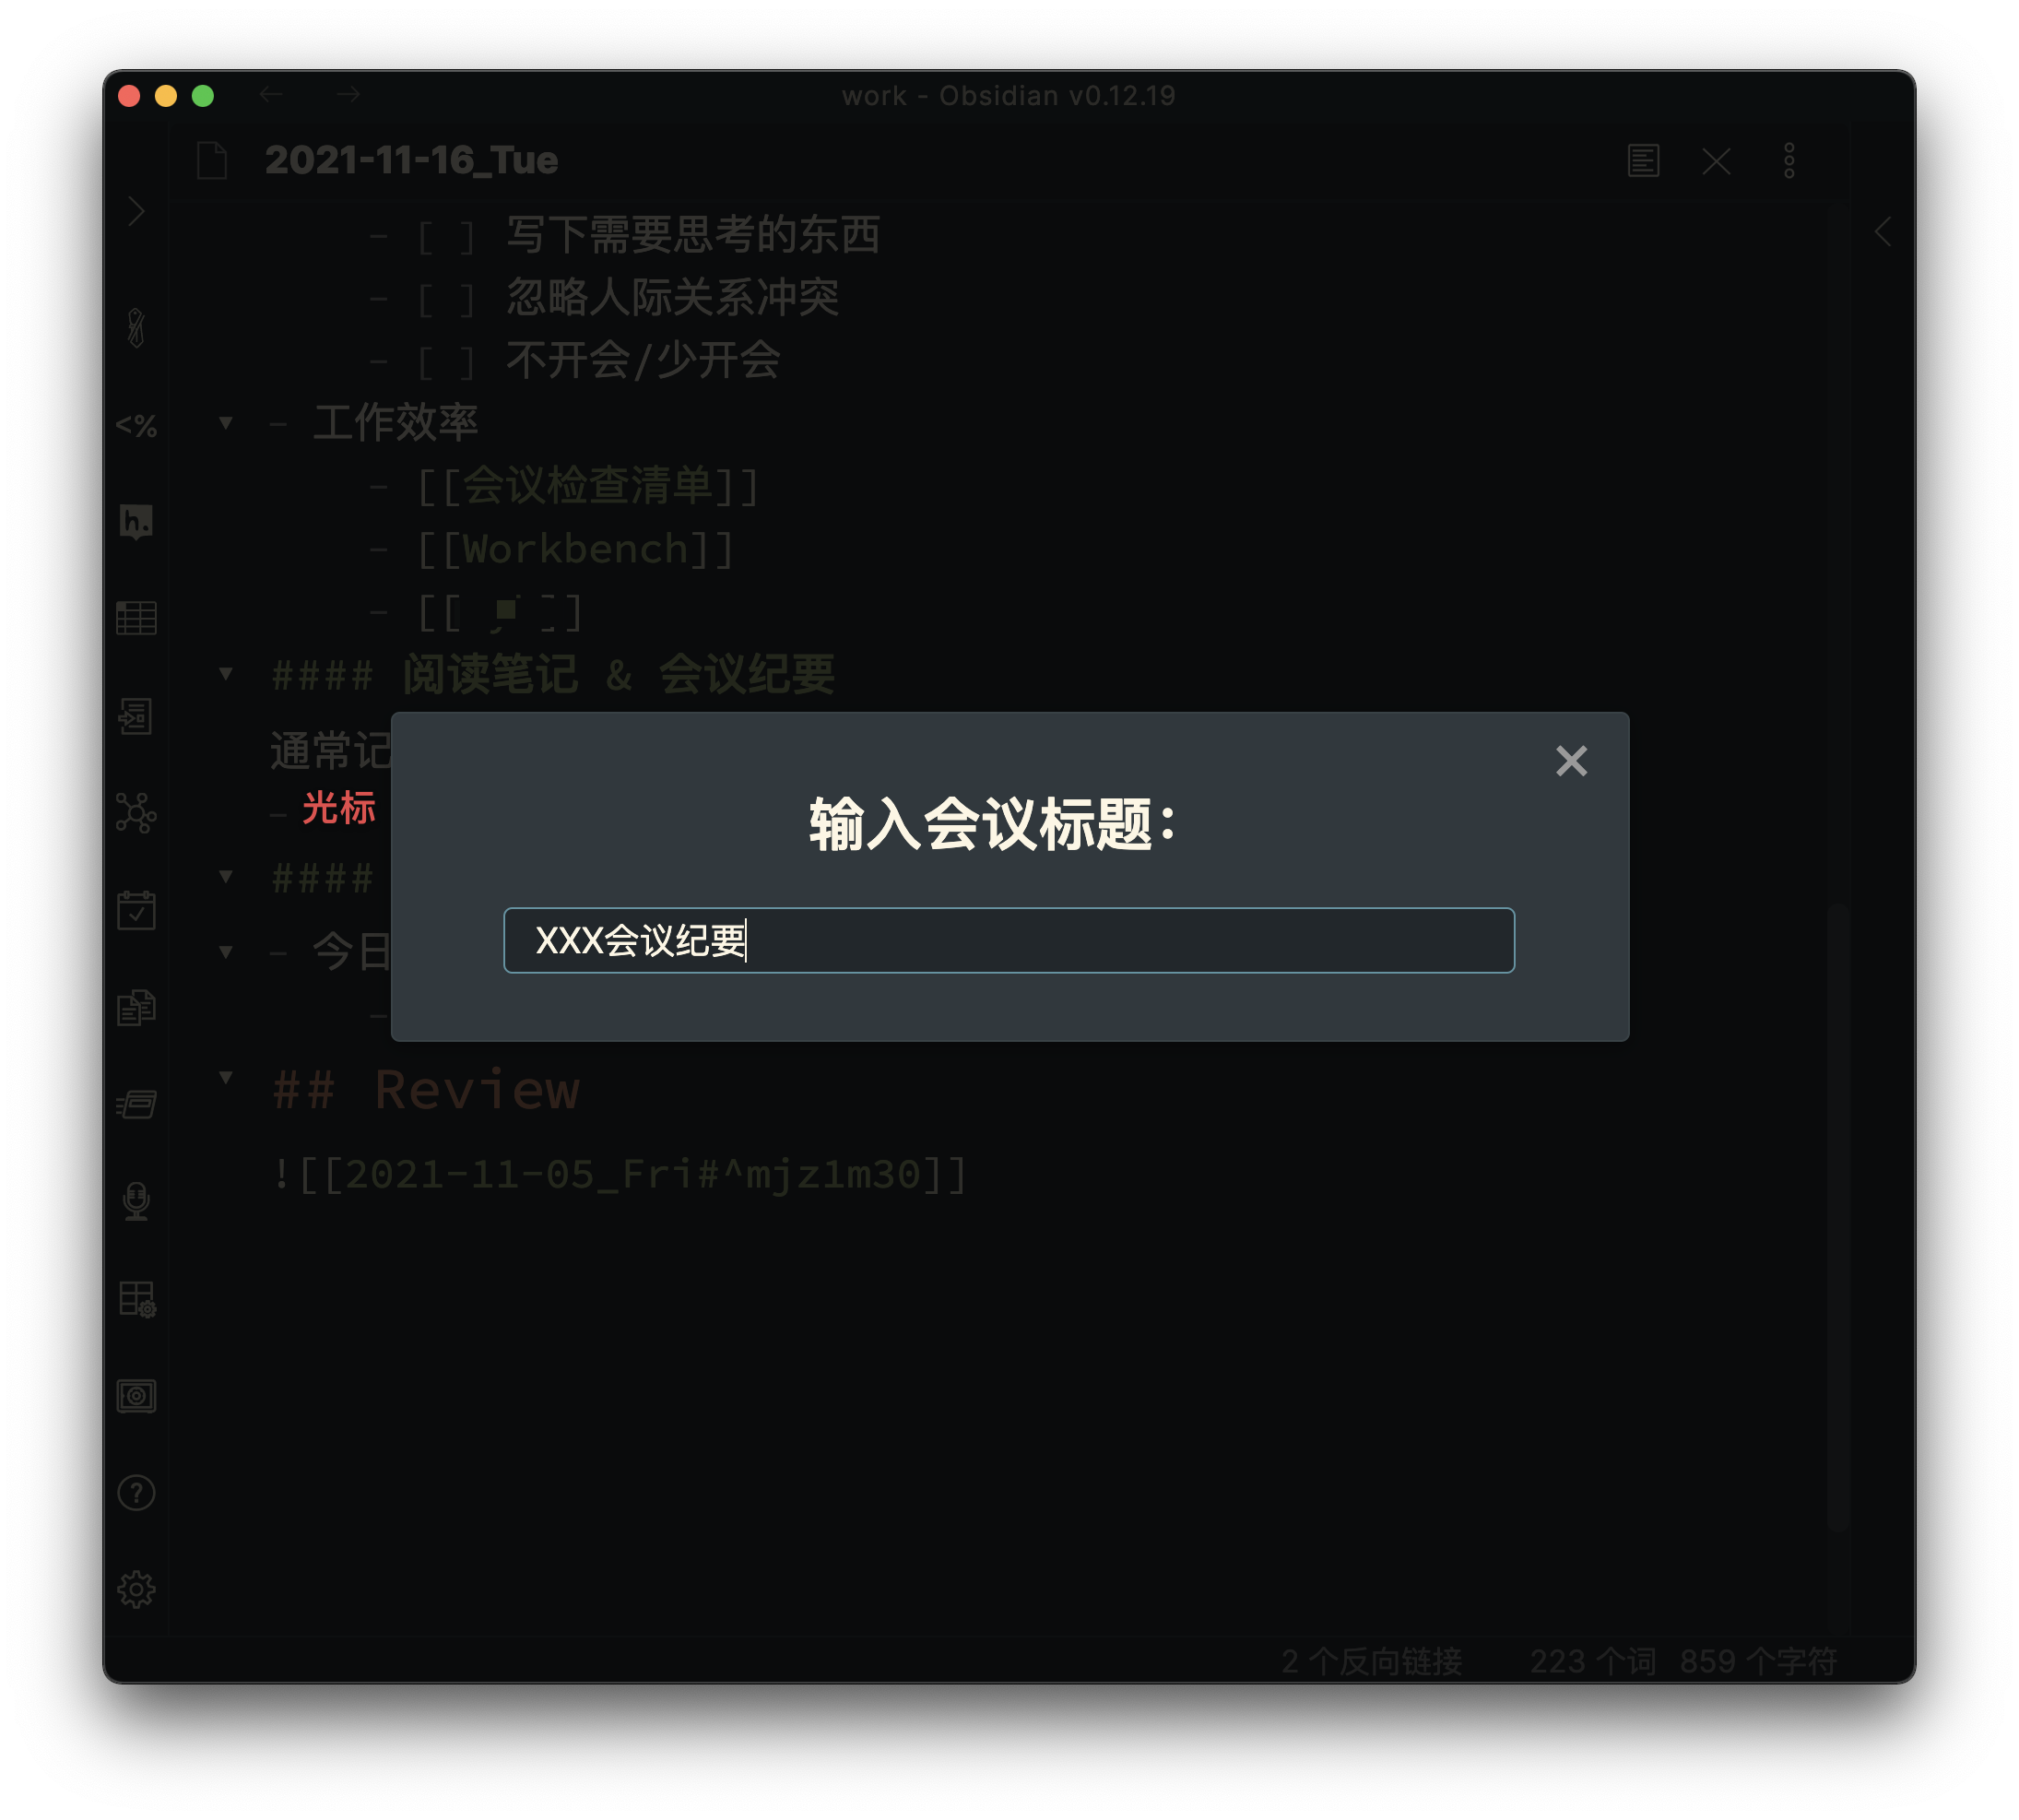 work - Obsidian v0.12.19
2021-11-16_Tue
- [ ] 写下需要思考的东西
- [ ] 忽略人际关系冲突
- [ ] 不开会/少开会
<%
- 工作效率
- [[会议检查清单]]
h.
- [[Workbench]]
- [[ ]]
#### 阅读笔记 & 会议纪要
通常记
输入会议标题：
- 光标
####
XXX会议纪要
- 今日
-
## Review
![[2021-11-05_Fri#^mjz1m30]]
2 个反向链接 223 个词 859 个字符